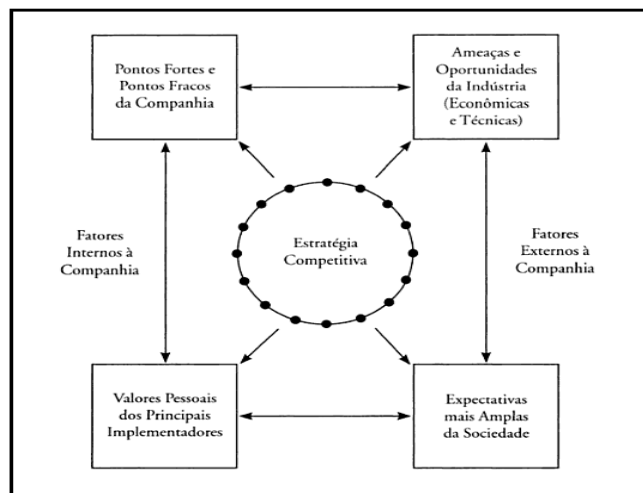 Pontos Fortes e
Pontos Fracos
da Companhia
Ameaças e
Oportunidades
da Indústria
(Econômicas
e Técnicas)
Fatores
Internos à
Companhia
Estratégia
Competitiva
Fatores
Externos à
Companhia
Valores Pessoais
dos Principais
Implementadores
Expectativas
mais Amplas
da Sociedade